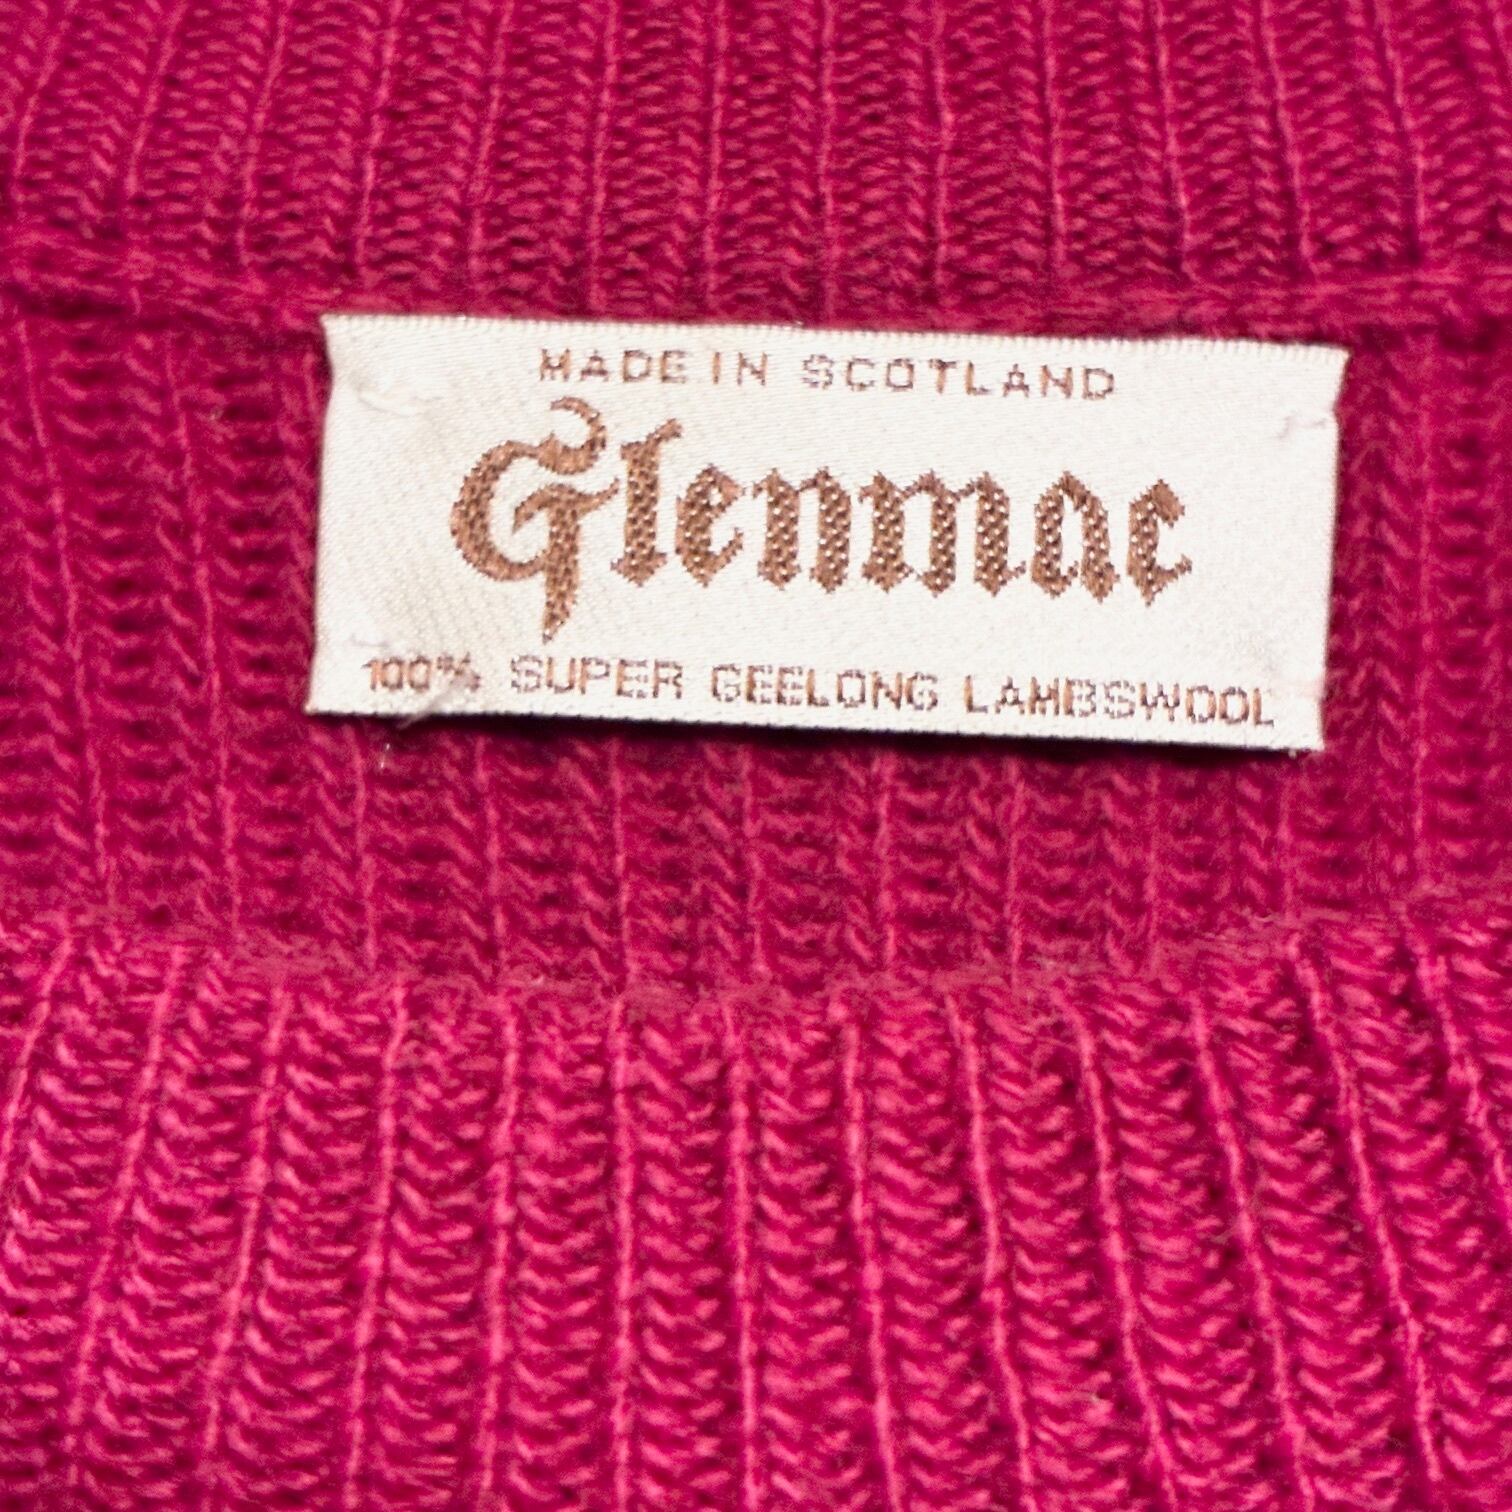 MADE IN SCOTLAND
Glenmac
100% SUPER GEELONG LAMBSWOOL